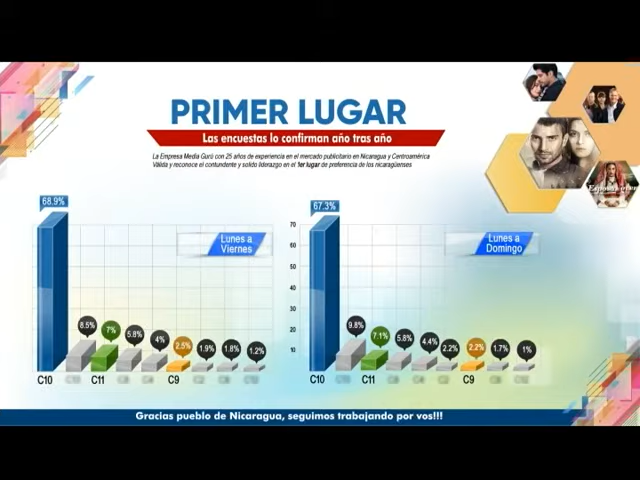 PRIMER LUGAR
Las encuestas lo confirman año tras año
La Empresa Media Gurú con 25 años de experiencia en el mercado publicitario en Nicaragua y Centroamérica
Válida y reconoce el contundente y solido liderazgo en el 1er lugar de preferencia de los nicaragüenses
68.9%
Lunes a
Viernes
8.5%
7%
5.8%
4%
2.5%
1.9%
1.8%
1.2%
C10
C11
C9
67.3%
Lunes a
Domingo
70
60
50
40
30
20
10
9.8%
7.1%
5.8%
4.4%
2.2%
2.2%
1.7%
1%
C10
C11
C9
Gracias pueblo de Nicaragua, seguimos trabajando por vos!!!